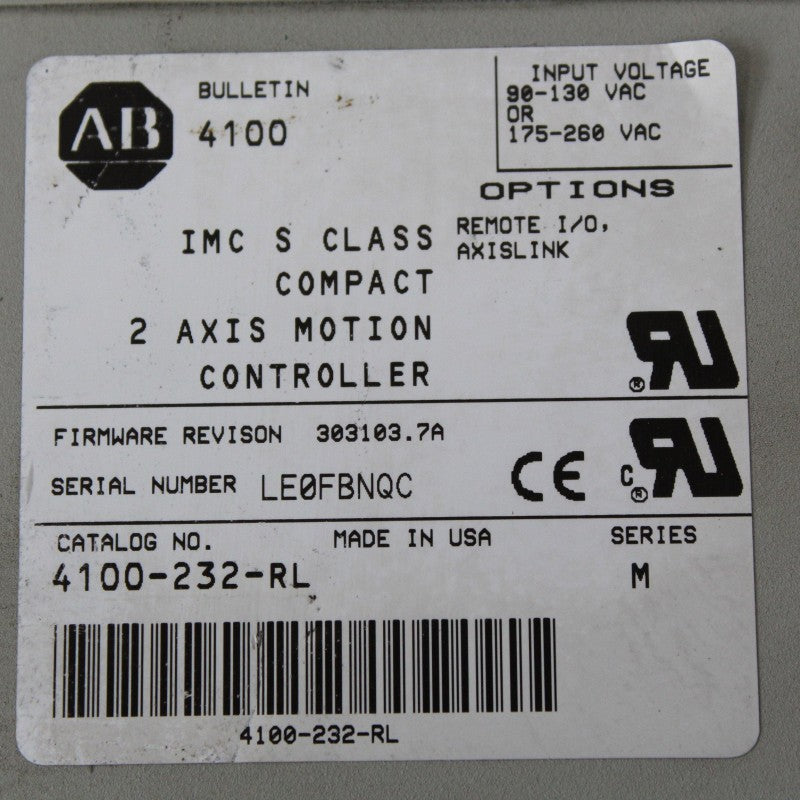 AB
BULLETIN
4100
INPUT VOLTAGE
90-130 VAC
OR
175-260 VAC
OPTIONS
REMOTE I/O,
AXISLINK
IMC S CLASS
COMPACT
2 AXIS MOTION
CONTROLLER
RU®
FIRMWARE REVISON 303103.7A
SERIAL NUMBER LE0FBNQC
CE
C RU®
CATALOG NO. MADE IN USA SERIES
4100-232-RL M
4100-232-RL